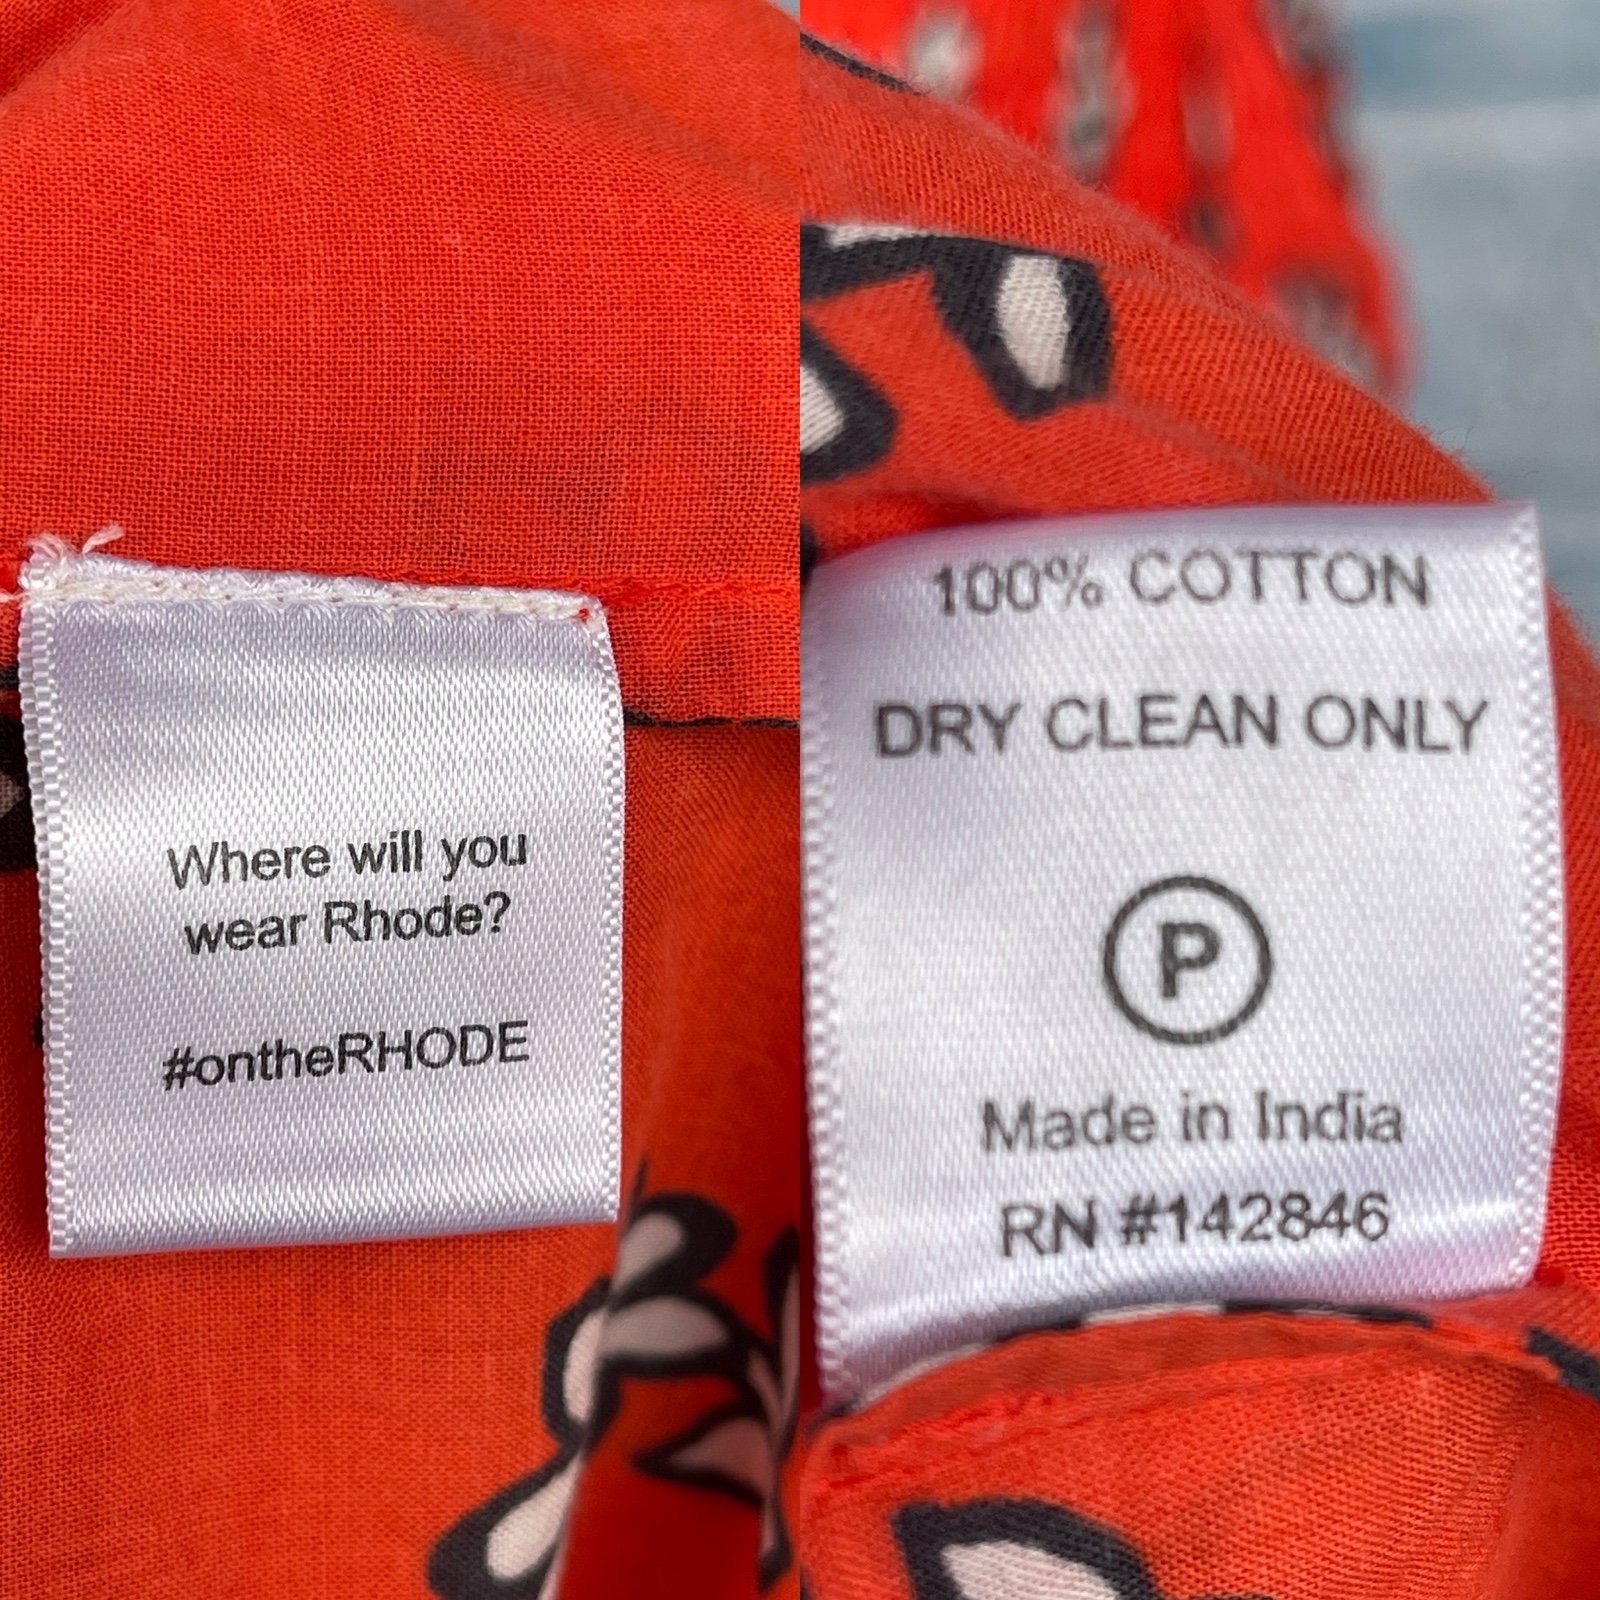 Where will you
wear Rhode?
#ontheRHODE
100% COTTON
DRY CLEAN ONLY
P
Made in India
RN #142846